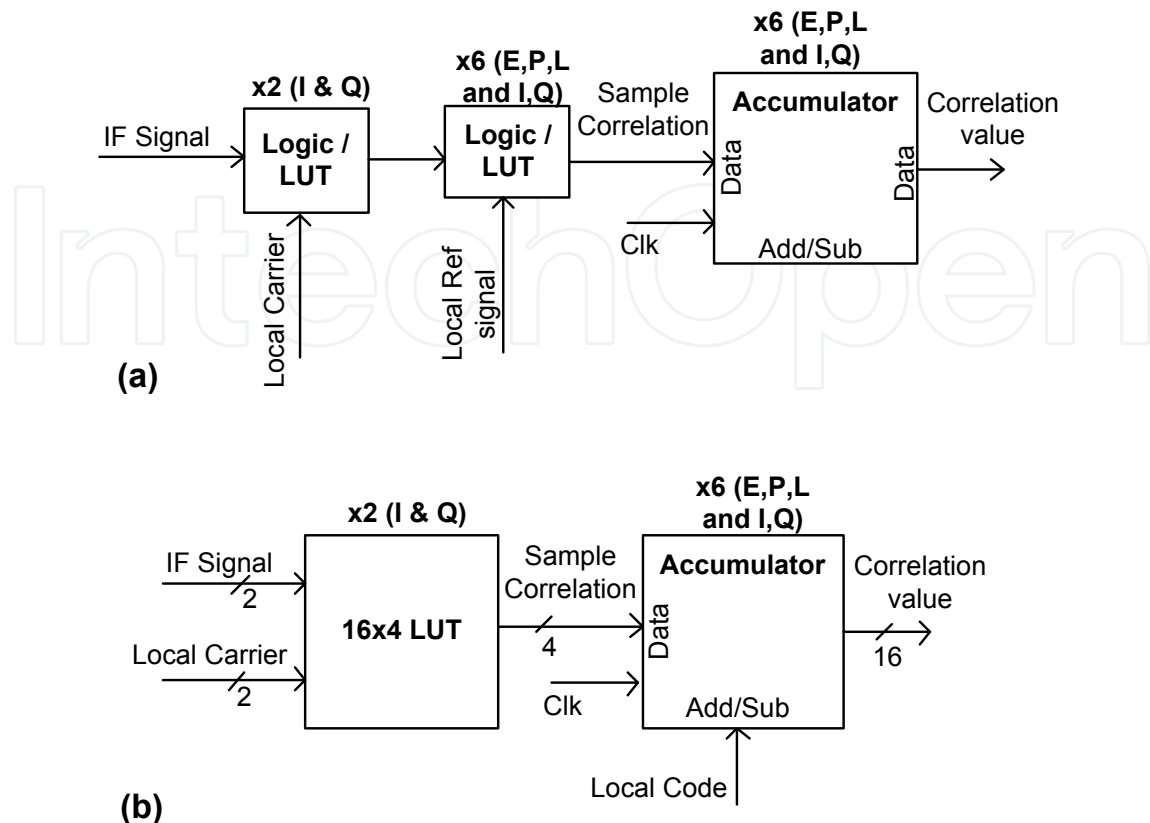 x6 (E,P,L
and I,Q)
x6 (E,P,L
and I,Q)
x2 (I & Q)
Sample
Correlation
Accumulator
Correlation
value
IF Signal
Logic /
LUT
Logic /
LUT
Data
Data
Clk
Add/Sub
Local Carrier
Local Ref
signal
IntechOpen
(a)
x6 (E,P,L
and I,Q)
x2 (I & Q)
IF Signal
2
Sample
Correlation
Accumulator
Correlation
value
16x4 LUT
4
Data
16
Local Carrier
2
Clk
Add/Sub
Local Code
(b)